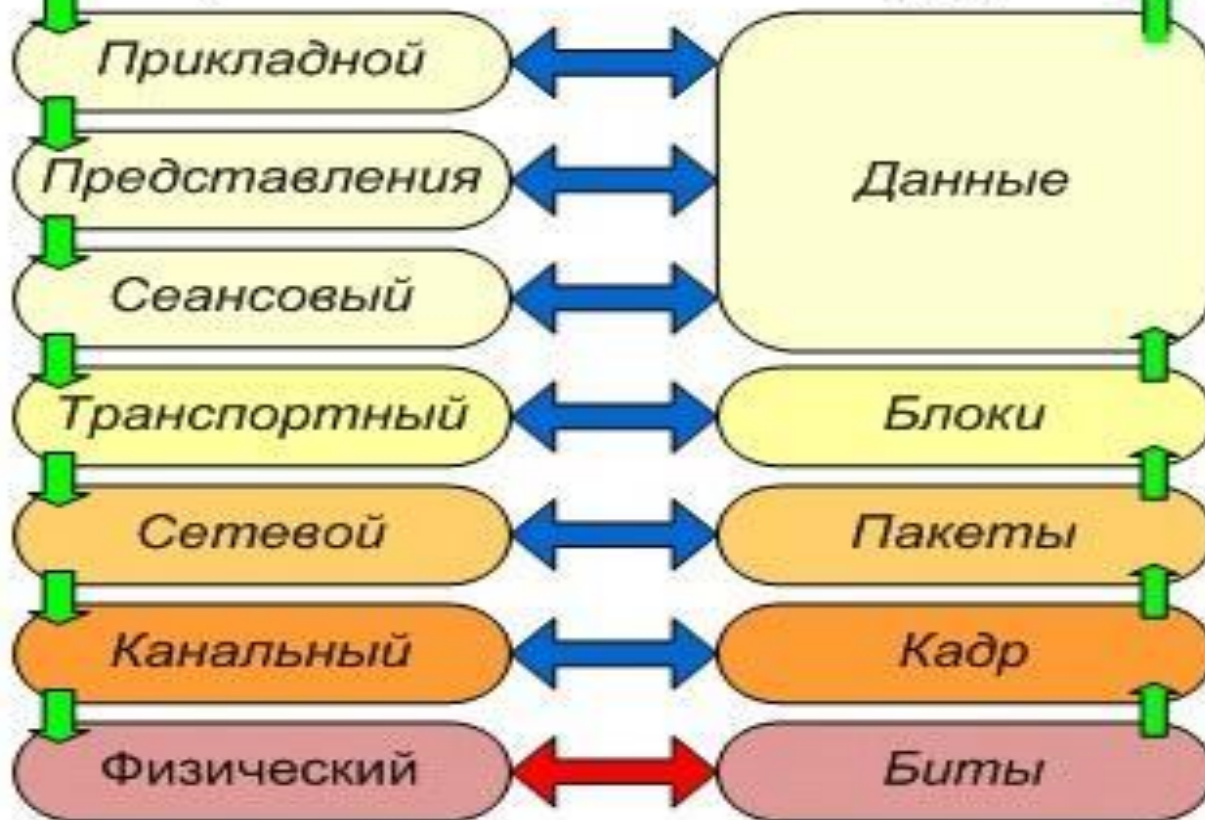 Прикладной
Представления
Данные
Сеансовый
Транспортный
Блоки
Сетевой
Пакеты
Канальный
Кадр
Физический
Биты